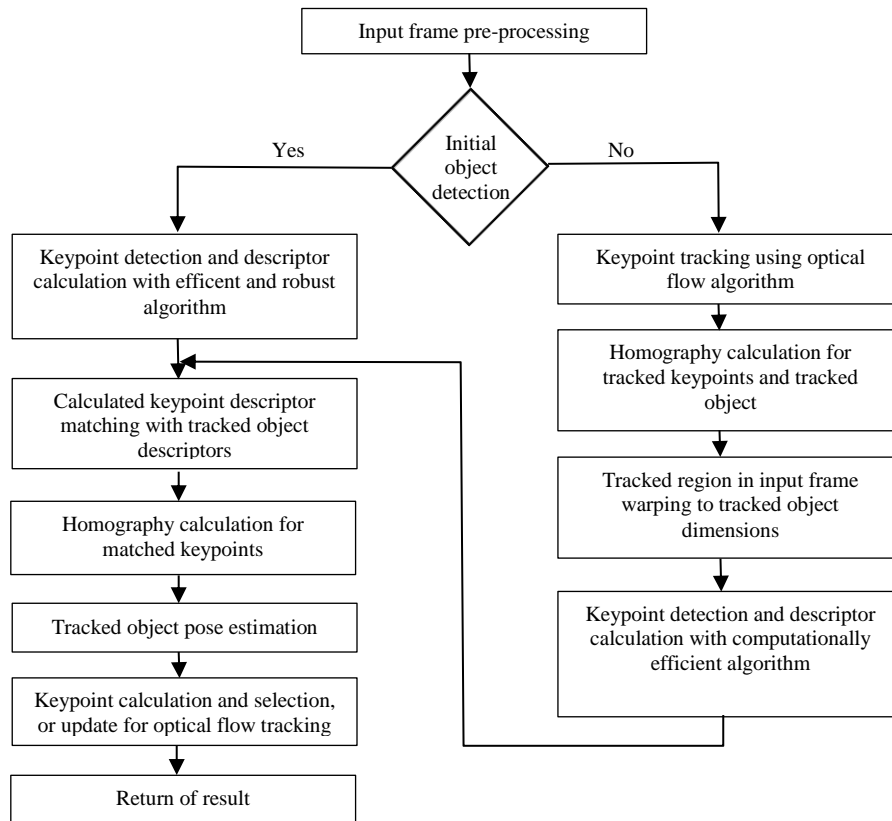 Input frame pre-processing
Initial
object
detection
Yes
No
Keypoint detection and descriptor
calculation with efficent and robust
algorithm
Calculated keypoint descriptor
matching with tracked object
descriptors
Homography calculation for
matched keypoints
Tracked object pose estimation
Keypoint calculation and selection,
or update for optical flow tracking
Return of result
Keypoint tracking using optical
flow algorithm
Homography calculation for
tracked keypoints and tracked
object
Tracked region in input frame
warping to tracked object
dimensions
Keypoint detection and descriptor
calculation with computationally
efficient algorithm